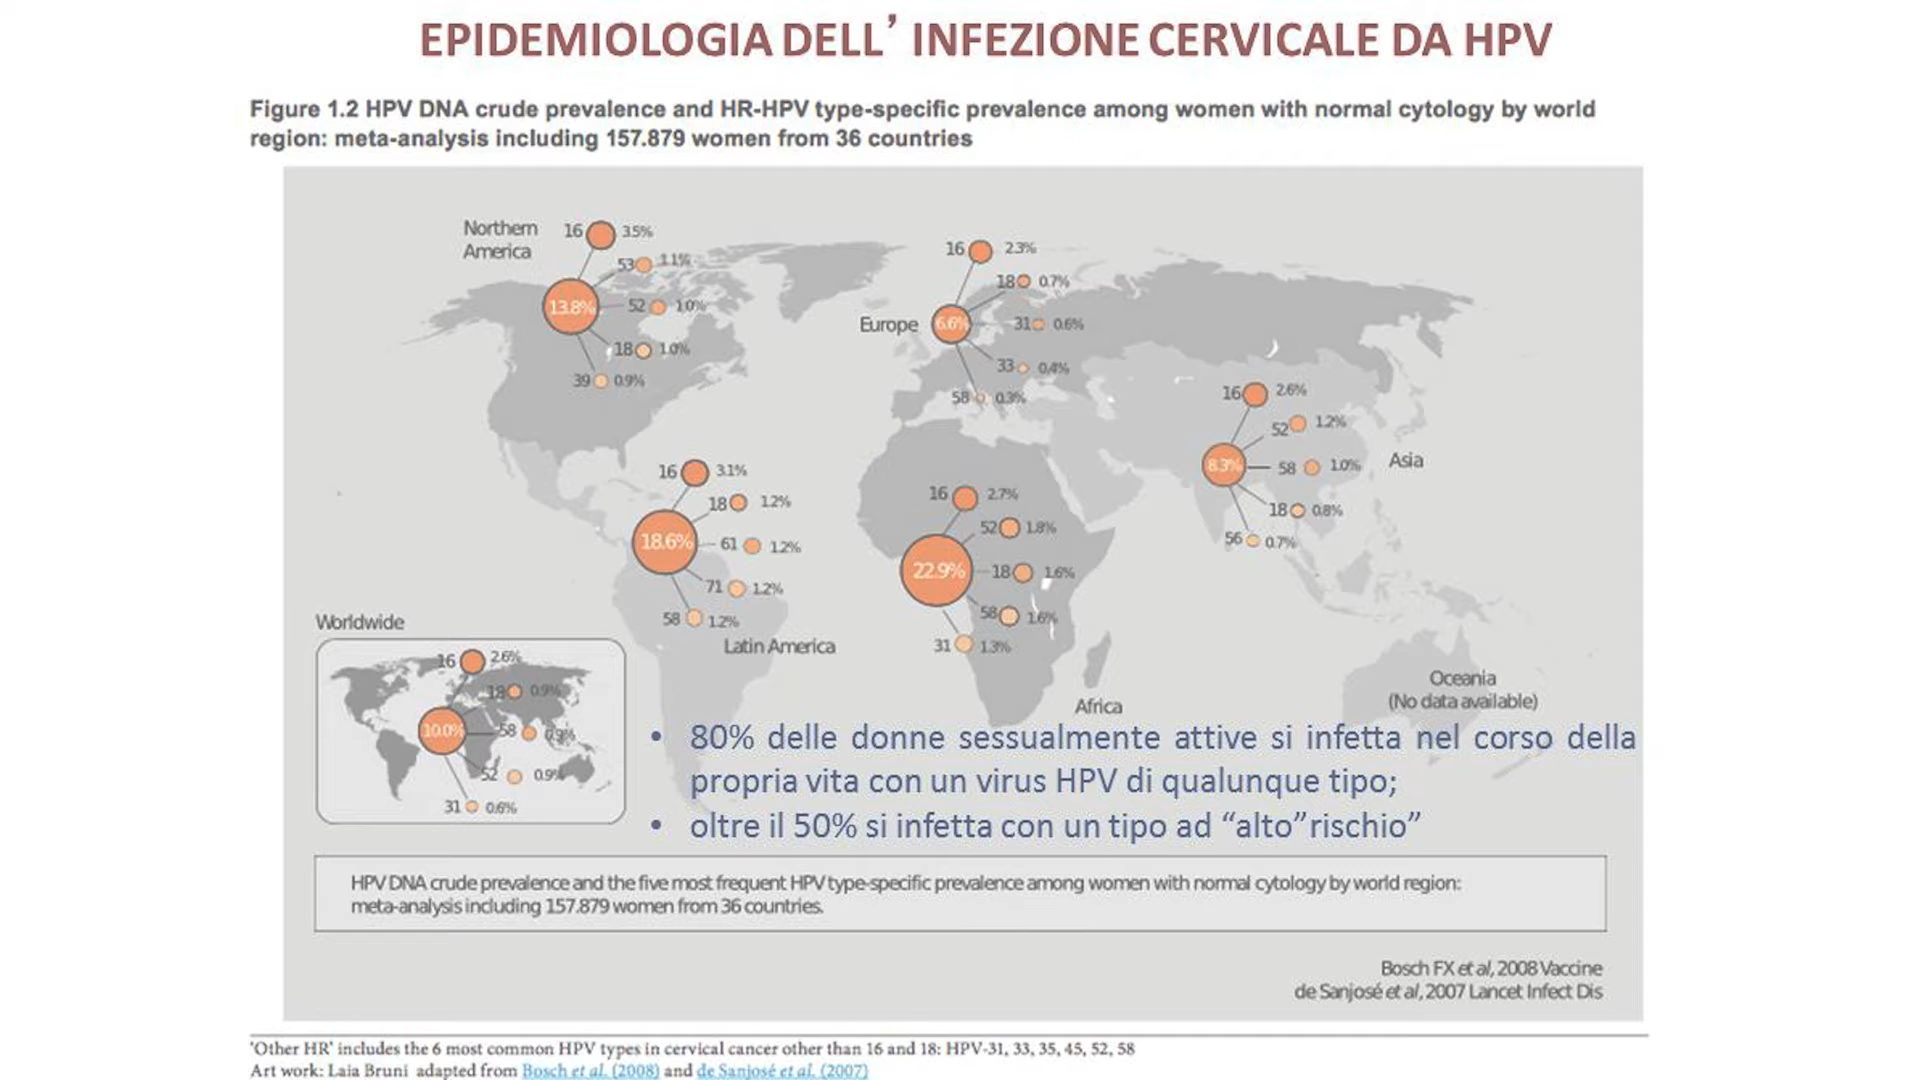 EPIDEMIOLOGIA DELL’ INFEZIONE CERVICALE DA HPV
Figure 1.2 HPV DNA crude prevalence and HR-HPV type-specific prevalence among women with normal cytology by world
region: meta-analysis including 157.879 women from 36 countries
Northern
America
16 3.5%
53 1.1%
13.8%
52 1.0%
18 1.0%
39 0.9%
16 2.3%
18 0.7%
Europe
6.6%
31 0.6%
33 0.4%
58 0.3%
16 2.6%
52 1.2%
8.3%
58 1.0%
Asia
18 0.8%
56 0.7%
16 3.1%
18 1.2%
18.6%
61 1.2%
71 1.2%
58 1.2%
Latin America
16 2.7%
52 1.8%
22.9%
18 1.6%
58 1.6%
31 1.3%
Africa
Oceania
(No data available)
Worldwide
16 2.6%
18 0.9%
10.0%
58 0.9%
52 0.9%
31 0.6%
• 80% delle donne sessualmente attive si infetta nel corso della
propria vita con un virus HPV di qualunque tipo;
• oltre il 50% si infetta con un tipo ad “alto”rischio”
HPV DNA crude prevalence and the five most frequent HPV type-specific prevalence among women with normal cytology by world region:
meta-analysis including 157.879 women from 36 countries.
Bosch FX et al, 2008 Vaccine
de Sanjosé et al, 2007 Lancet Infect Dis
'Other HR' includes the 6 most common HPV types in cervical cancer other than 16 and 18: HPV-31, 33, 35, 45, 52, 58
Art work: Laia Bruni adapted from Bosch et al. (2008) and de Sanjosé et al. (2007)